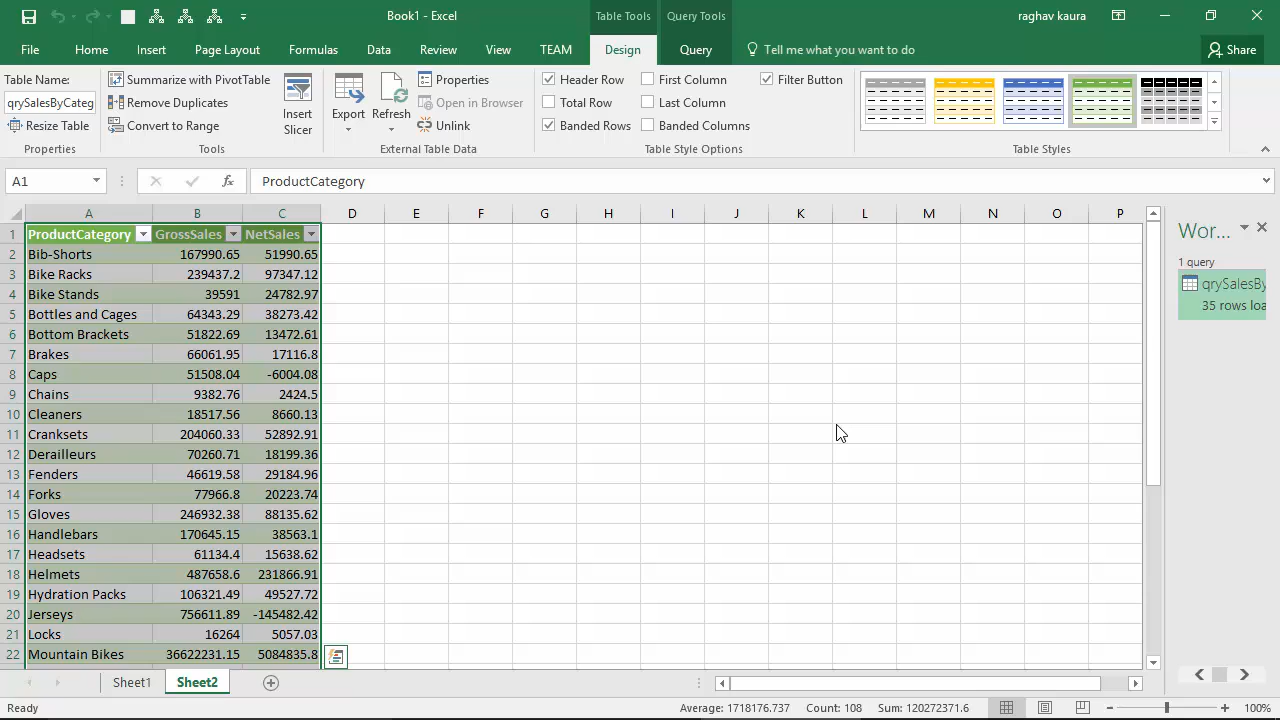 Book1 - Excel
Table Tools
Query Tools
raghav kaura
File Home Insert Page Layout Formulas Data Review View TEAM Design Query Tell me what you want to do Share
Table Name:
qrySalesByCateg
Resize Table
Properties
Summarize with PivotTable
Remove Duplicates
Convert to Range
Insert Slicer
Tools
Export
Refresh
Properties
Open in Browser
Unlink
External Table Data
Header Row First Column Filter Button
Total Row Last Column
Banded Rows Banded Columns
Table Style Options
Table Styles
A1 fx ProductCategory
A B C D E F G H I J K L M N O P
1 ProductCategory GrossSales NetSales
2 Bib-Shorts 167990.65 51990.65
3 Bike Racks 239437.2 97347.12
4 Bike Stands 39591 24782.97
5 Bottles and Cages 64343.29 38273.42
6 Bottom Brackets 51822.69 13472.61
7 Brakes 66061.95 17116.8
8 Caps 51508.04 -6004.08
9 Chains 9382.76 2424.5
10 Cleaners 18517.56 8660.13
11 Cranksets 204060.33 52892.91
12 Derailleurs 70260.71 18199.36
13 Fenders 46619.58 29184.96
14 Forks 77966.8 20223.74
15 Gloves 246932.38 88135.62
16 Handlebars 170645.15 38563.1
17 Headsets 61134.4 15638.62
18 Helmets 487658.6 231866.91
19 Hydration Packs 106321.49 49527.72
20 Jerseys 756611.89 -145482.42
21 Locks 16264 5057.03
22 Mountain Bikes 36622231.15 5084835.8
Wor...
1 query
qrySalesBy
35 rows loa
Sheet1 Sheet2
Ready Average: 1718176.737 Count: 108 Sum: 120272371.6 100%